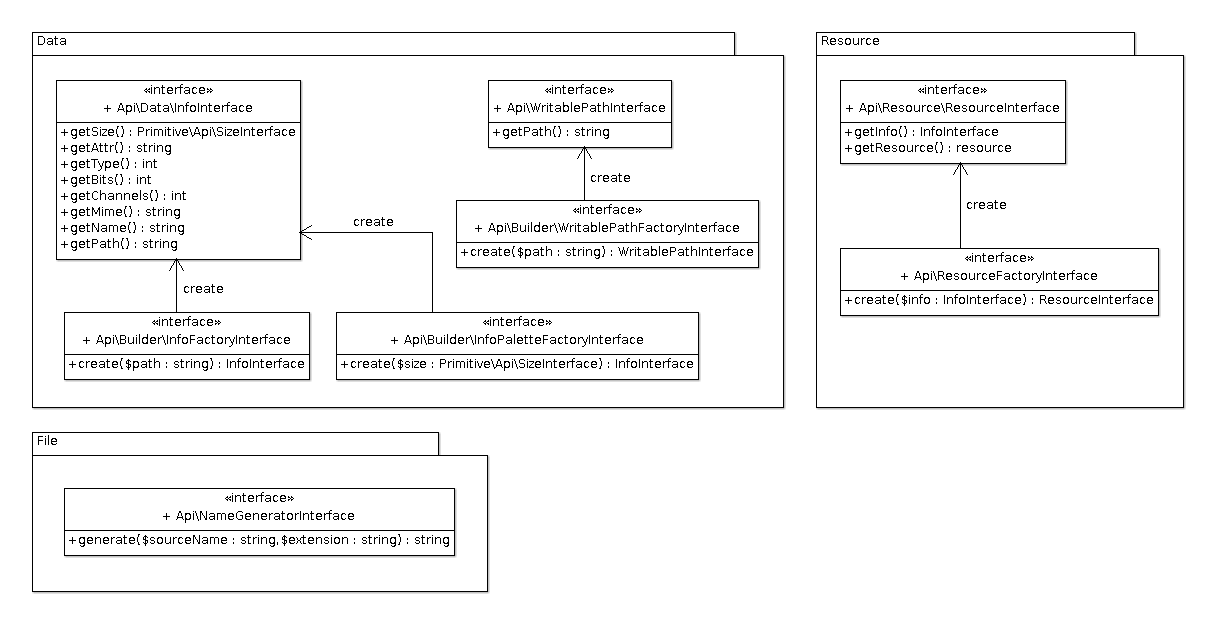 Data
«interface»
+ Api\Data\InfoInterface
+getSize() : Primitive\Api\SizeInterface
+getAttr() : string
+getType() : int
+getBits() : int
+getChannels() : int
+getMime() : string
+getName() : string
+getPath() : string
«interface»
+ Api\WritablePathInterface
+getPath() : string
create
«interface»
+ Api\Builder\WritablePathFactoryInterface
+create($path : string) : WritablePathInterface
create
create
«interface»
+ Api\Builder\InfoFactoryInterface
+create($path : string) : InfoInterface
«interface»
+ Api\Builder\InfoPaletteFactoryInterface
+create($size : Primitive\Api\SizeInterface) : InfoInterface
Resource
«interface»
+ Api\Resource\ResourceInterface
+getInfo() : InfoInterface
+getResource() : resource
create
«interface»
+ Api\ResourceFactoryInterface
+create($info : InfoInterface) : ResourceInterface
File
«interface»
+ Api\NameGeneratorInterface
+generate($sourceName : string,$extension : string) : string